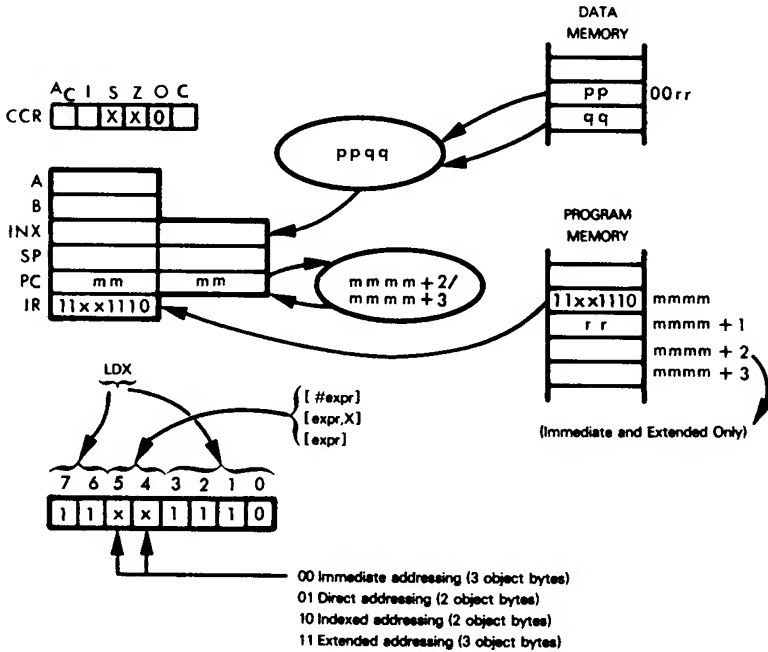 DATA
MEMORY
A C I S Z O C
CCR X X 0
pp 00rr
qq
ppqq
A
B
INX
SP
PC mm mm
IR 11xx1110
mmmm+2/
mmmm+3
PROGRAM
MEMORY
11xx1110 mmmm
rr mmmm + 1
mmmm + 2
mmmm + 3
(Immediate and Extended Only)
LDX
[ #expr]
[expr,X]
[expr]
7 6 5 4 3 2 1 0
1 1 x x 1 1 1 0
00 Immediate addressing (3 object bytes)
01 Direct addressing (2 object bytes)
10 Indexed addressing (2 object bytes)
11 Extended addressing (3 object bytes)